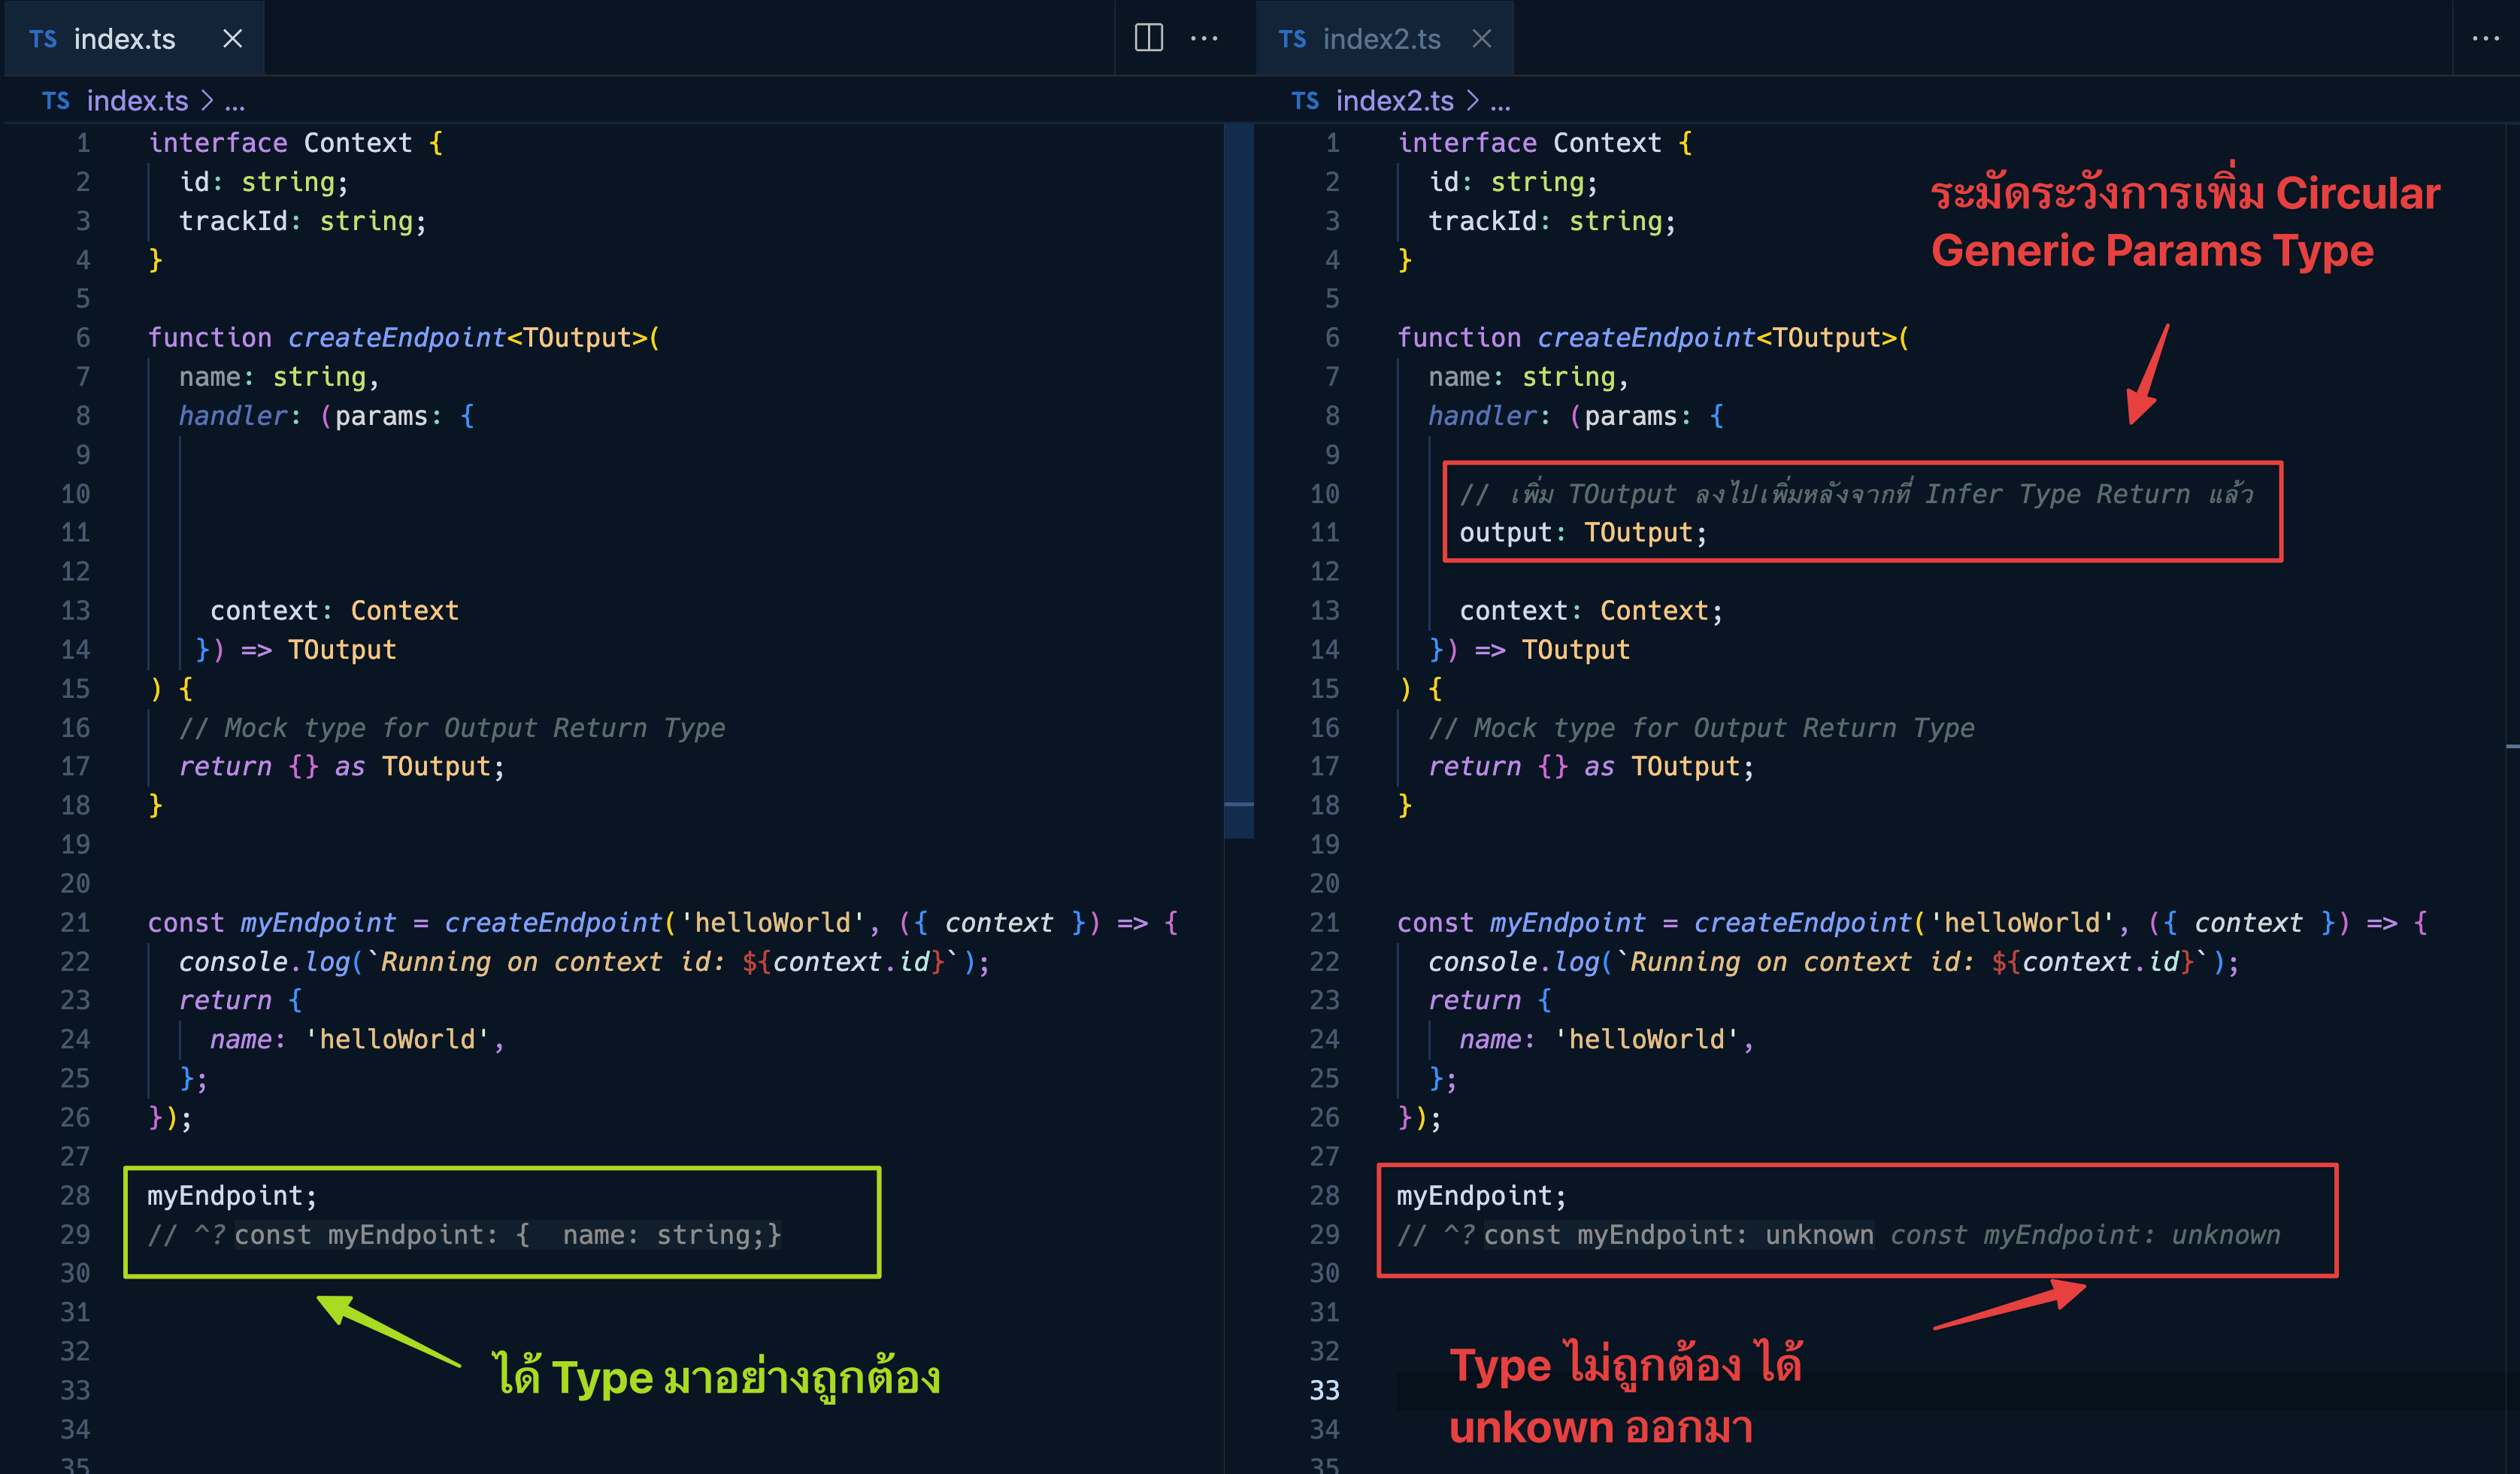 TS index.ts
TS index.ts > ...
1 interface Context {
2 id: string;
3 trackId: string;
4 }
5
6 function createEndpoint<TOutput>(
7 name: string,
8 handler: (params: {
9
10
11
12
13 context: Context
14 }) => TOutput
15 ) {
16 // Mock type for Output Return Type
17 return {} as TOutput;
18 }
19
20
21 const myEndpoint = createEndpoint('helloWorld', ({ context }) => {
22 console.log(`Running on context id: ${context.id}`);
23 return {
24 name: 'helloWorld',
25 };
26 });
27
28 myEndpoint;
29 // ^? const myEndpoint: {  name: string;}
30
31
32
33
34
35
ได้ Type มาอย่างถูกต้อง
TS index2.ts
TS index2.ts > ...
1 interface Context {
2 id: string;
3 trackId: string;
4 }
5
6 function createEndpoint<TOutput>(
7 name: string,
8 handler: (params: {
9
10 // เพิ่ม TOutput ลงไปเพิ่มหลังจากที่ Infer Type Return แล้ว
11 output: TOutput;
12
13 context: Context;
14 }) => TOutput
15 ) {
16 // Mock type for Output Return Type
17 return {} as TOutput;
18 }
19
20
21 const myEndpoint = createEndpoint('helloWorld', ({ context }) => {
22 console.log(`Running on context id: ${context.id}`);
23 return {
24 name: 'helloWorld',
25 };
26 });
27
28 myEndpoint;
29 // ^? const myEndpoint: unknown const myEndpoint: unknown
30
31
32
33
34
35
ระมัดระวังการเพิ่ม Circular
Generic Params Type
Type ไม่ถูกต้อง ได้
unkown ออกมา